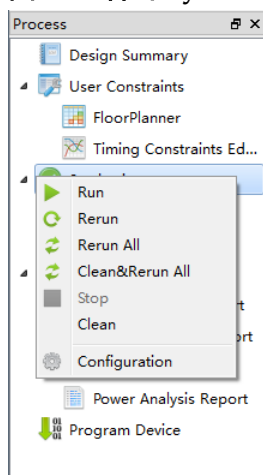 Process
Design Summary
User Constraints
FloorPlanner
Timing Constraints Ed...
Run
Rerun
Rerun All
Clean&Rerun All
Stop
Clean
Configuration
Power Analysis Report
Program Device